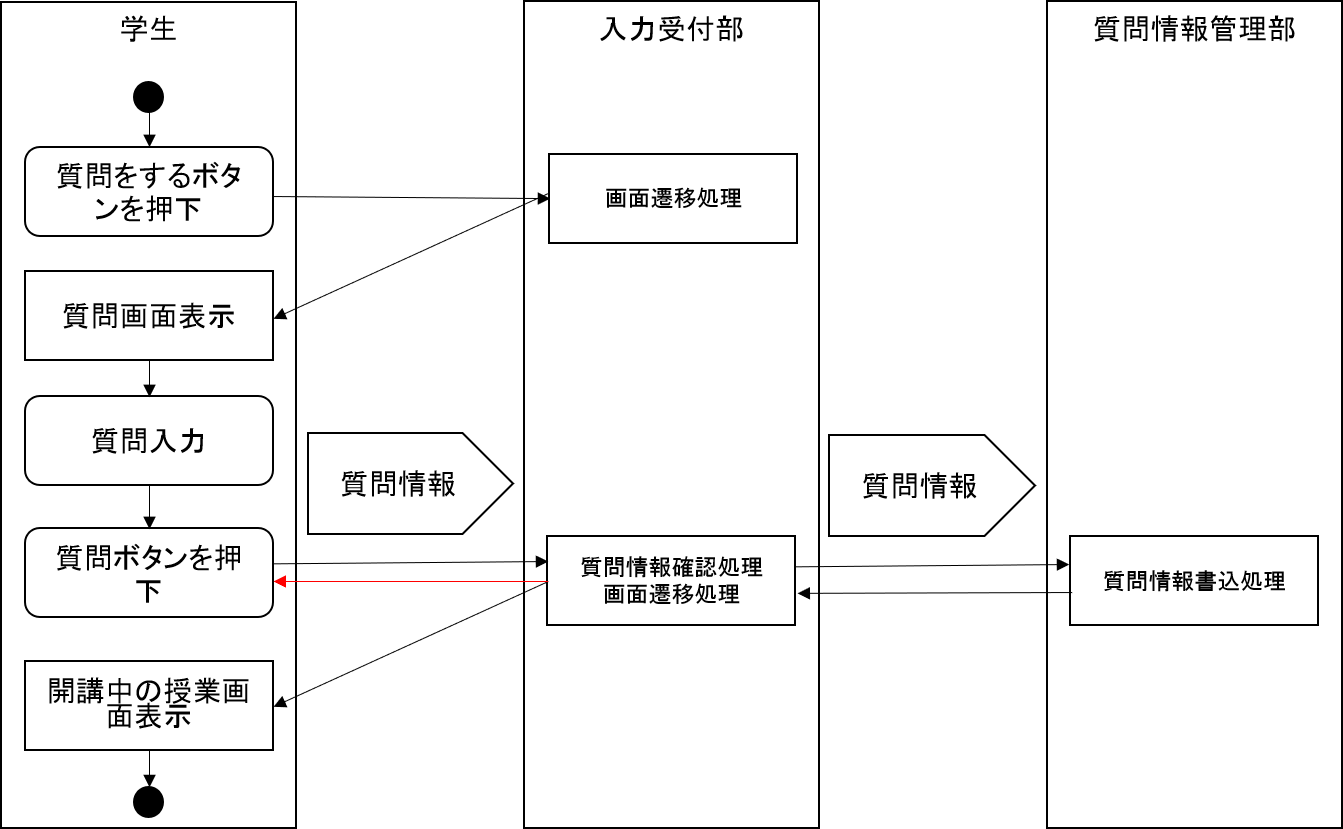 学生
入力受付部
質問情報管理部
質問をするボタ
ンを押下
画面遷移処理
質問画面表示
質問入力
質問情報
質問情報
質問ボタンを押
下
質問情報確認処理
画面遷移処理
質問情報書込処理
開講中の授業画
面表示